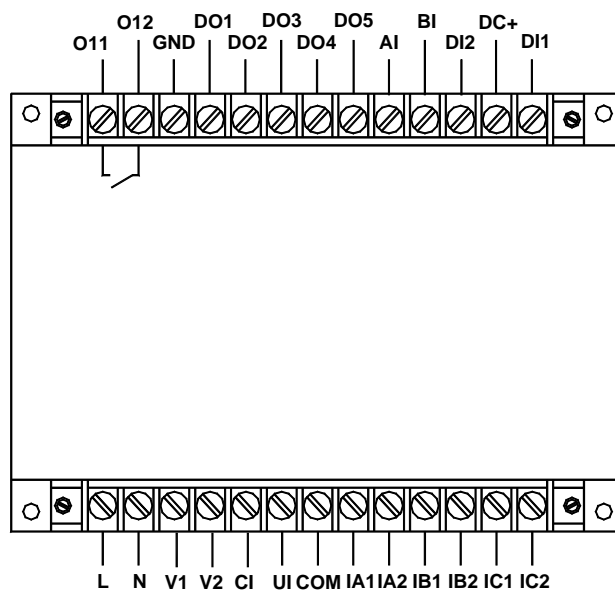 O12 DO1 DO3 DO5 BI DC+
O11 GND DO2 DO4 AI DI2 DI1
L N V1 V2 CI UI COM IA1 IA2 IB1 IB2 IC1 IC2